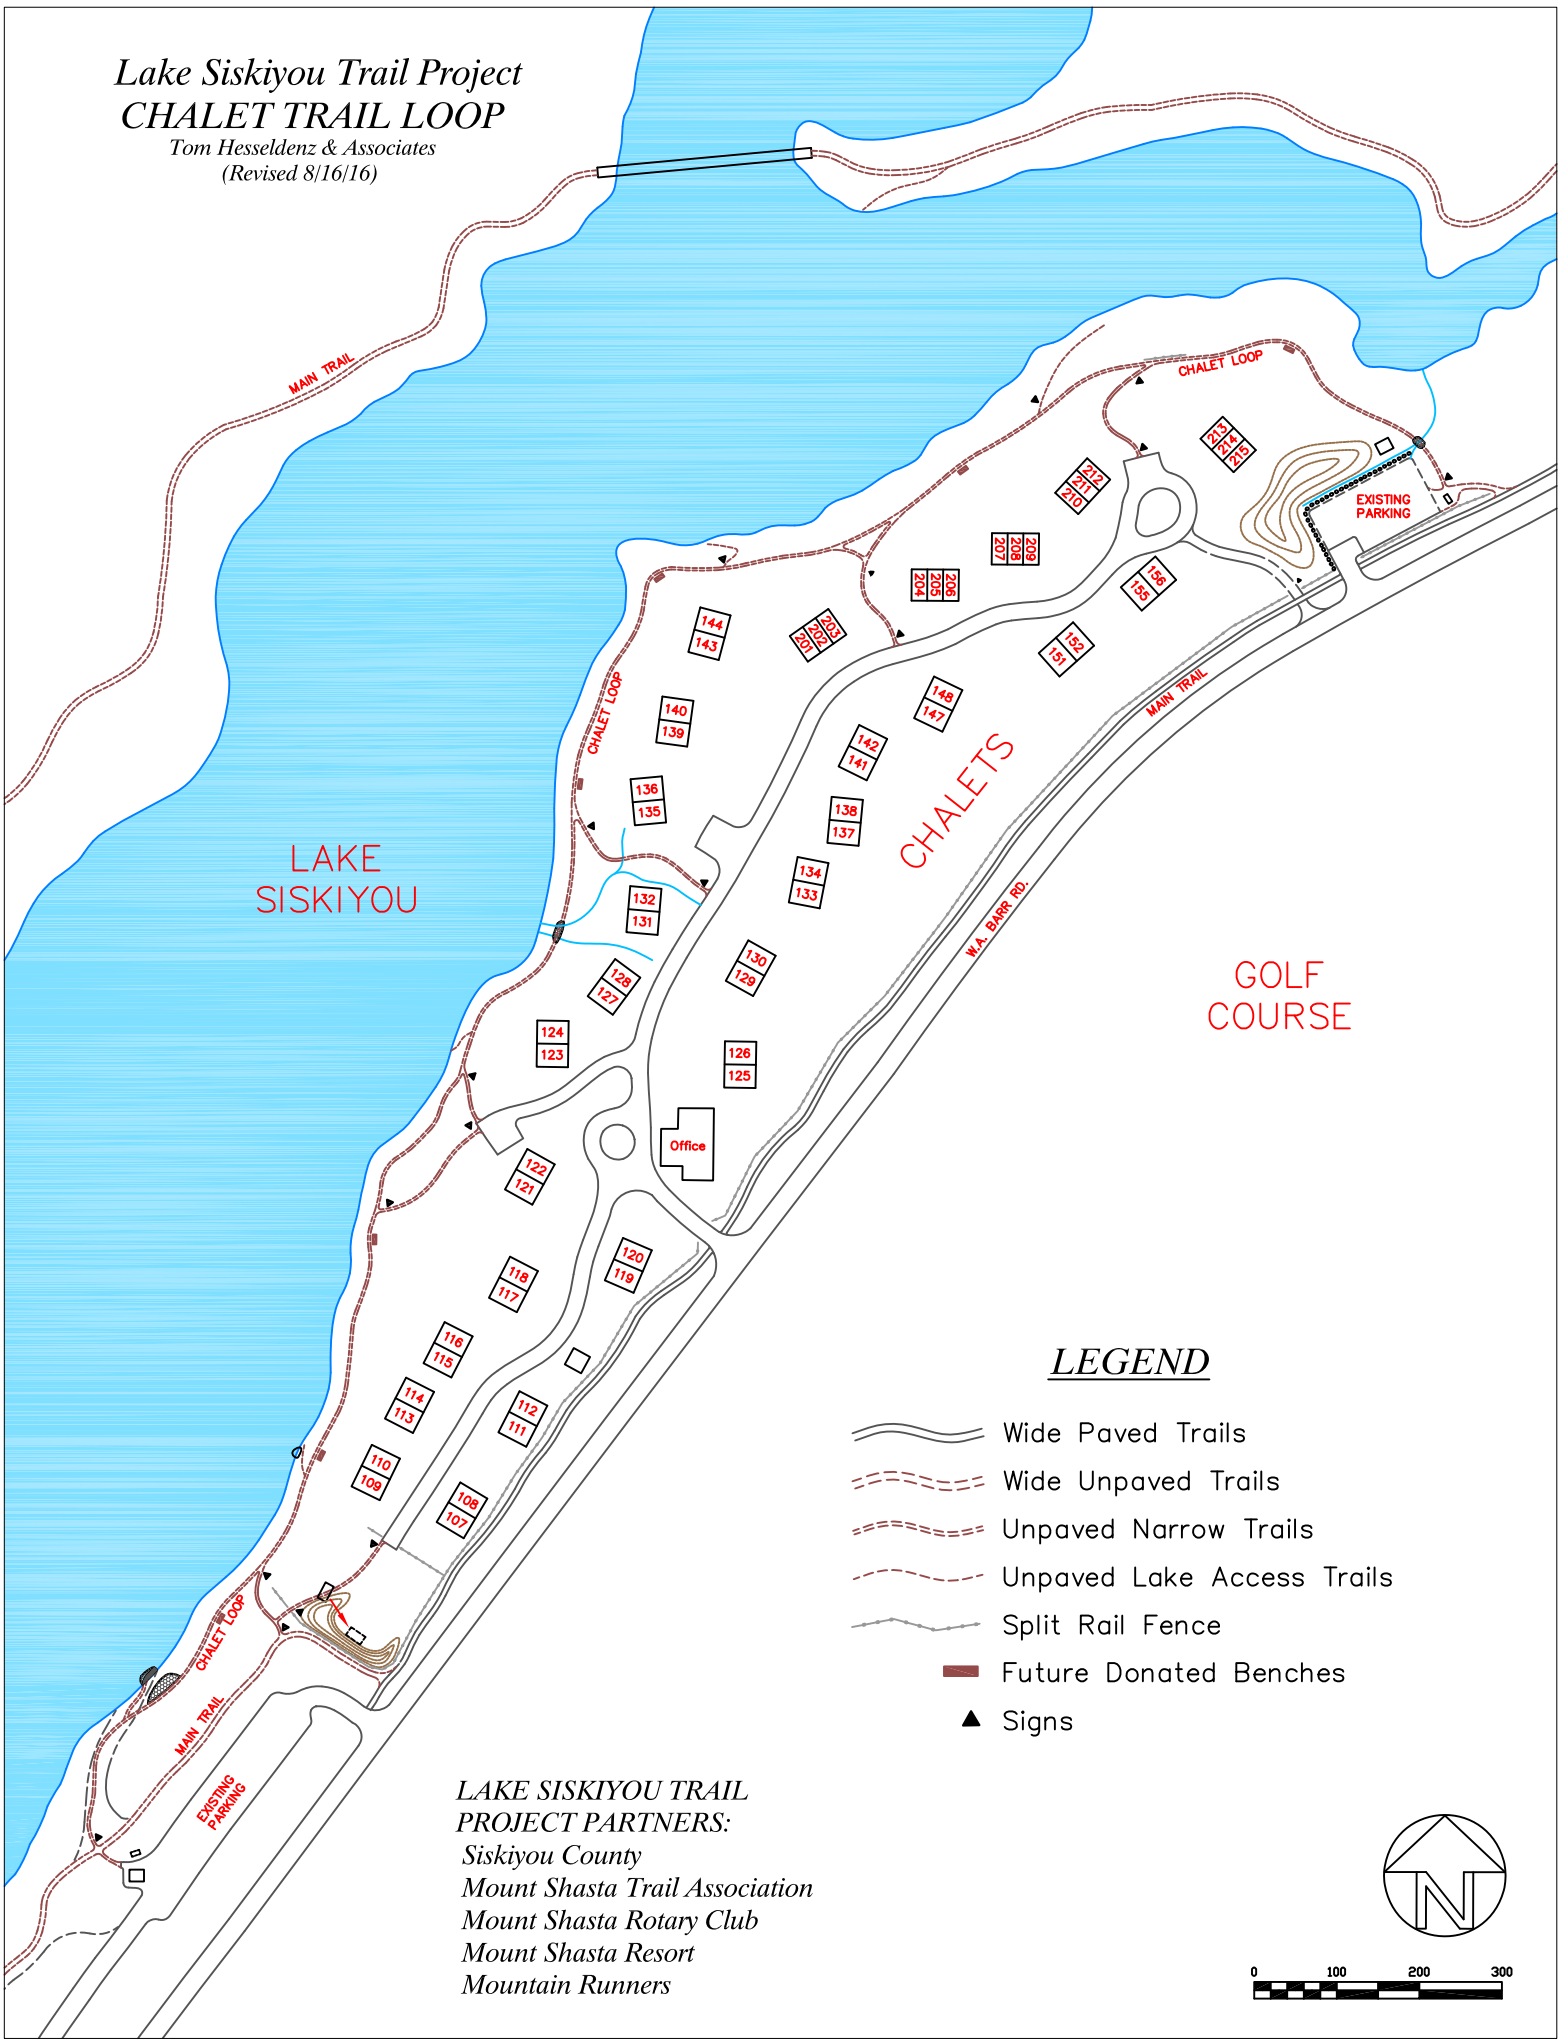 Lake Siskiyou Trail Project
CHALET TRAIL LOOP
Tom Hesseldenz & Associates
(Revised 8/16/16)
MAIN TRAIL
CHALET LOOP
213
214
215
212
211
210
EXISTING
PARKING
207
208
209
204
205
206
156
155
144
143
201
202
203
152
151
CHALET LOOP
140
139
148
147
MAIN TRAIL
142
141
136
135
138
137
CHALETS
LAKE
SISKIYOU
134
133
132
131
W.A. BARR RD.
130
129
128
127
GOLF
COURSE
124
123
126
125
Office
122
121
120
119
118
117
116
115
114
113
112
111
110
109
108
107
CHALET LOOP
MAIN TRAIL
EXISTING
PARKING
LEGEND
Wide Paved Trails
Wide Unpaved Trails
Unpaved Narrow Trails
Unpaved Lake Access Trails
Split Rail Fence
Future Donated Benches
Signs
LAKE SISKIYOU TRAIL
PROJECT PARTNERS:
Siskiyou County
Mount Shasta Trail Association
Mount Shasta Rotary Club
Mount Shasta Resort
Mountain Runners
N
0 100 200 300